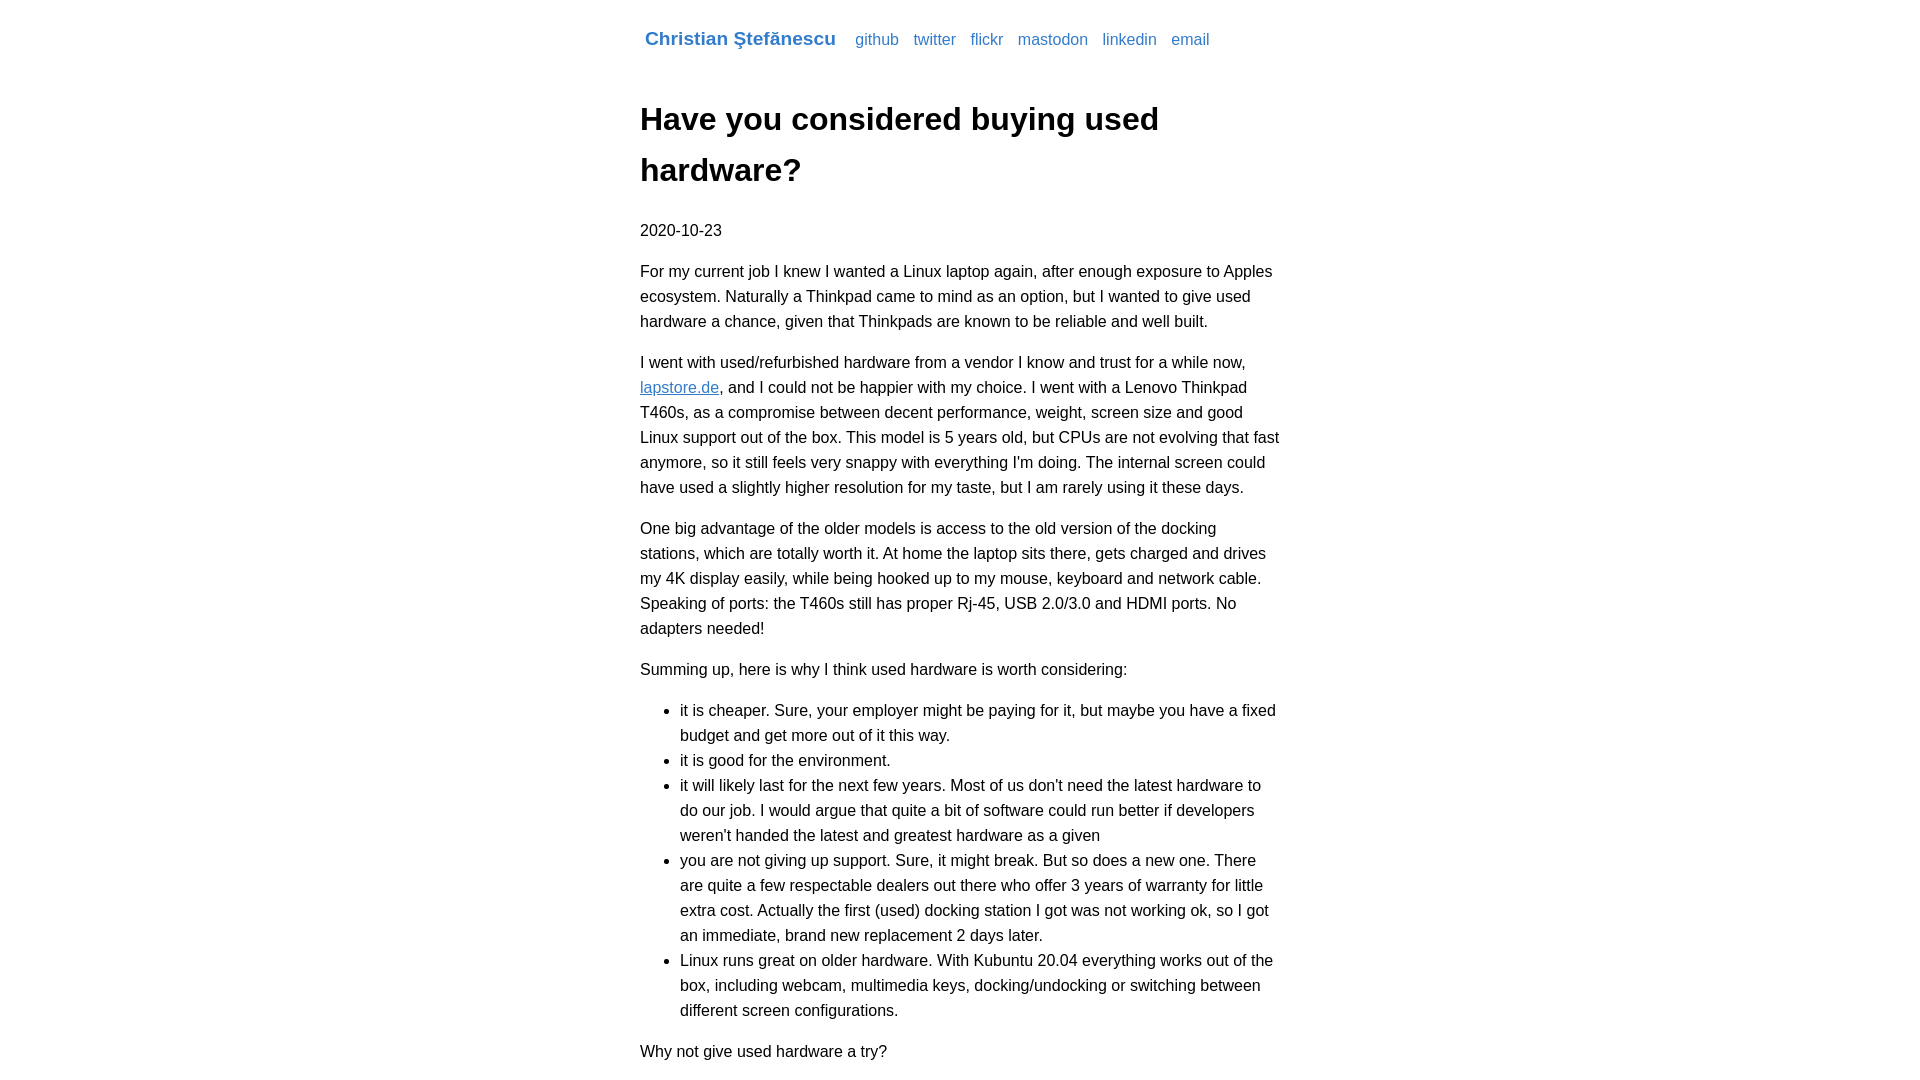 Christian Ştefănescu github twitter flickr mastodon linkedin email
Have you considered buying used
hardware?
2020-10-23
For my current job I knew I wanted a Linux laptop again, after enough exposure to Apples
ecosystem. Naturally a Thinkpad came to mind as an option, but I wanted to give used
hardware a chance, given that Thinkpads are known to be reliable and well built.
I went with used/refurbished hardware from a vendor I know and trust for a while now,
lapstore.de, and I could not be happier with my choice. I went with a Lenovo Thinkpad
T460s, as a compromise between decent performance, weight, screen size and good
Linux support out of the box. This model is 5 years old, but CPUs are not evolving that fast
anymore, so it still feels very snappy with everything I'm doing. The internal screen could
have used a slightly higher resolution for my taste, but I am rarely using it these days.
One big advantage of the older models is access to the old version of the docking
stations, which are totally worth it. At home the laptop sits there, gets charged and drives
my 4K display easily, while being hooked up to my mouse, keyboard and network cable.
Speaking of ports: the T460s still has proper Rj-45, USB 2.0/3.0 and HDMI ports. No
adapters needed!
Summing up, here is why I think used hardware is worth considering:
• it is cheaper. Sure, your employer might be paying for it, but maybe you have a fixed
budget and get more out of it this way.
• it is good for the environment.
• it will likely last for the next few years. Most of us don't need the latest hardware to
do our job. I would argue that quite a bit of software could run better if developers
weren't handed the latest and greatest hardware as a given
• you are not giving up support. Sure, it might break. But so does a new one. There
are quite a few respectable dealers out there who offer 3 years of warranty for little
extra cost. Actually the first (used) docking station I got was not working ok, so I got
an immediate, brand new replacement 2 days later.
• Linux runs great on older hardware. With Kubuntu 20.04 everything works out of the
box, including webcam, multimedia keys, docking/undocking or switching between
different screen configurations.
Why not give used hardware a try?